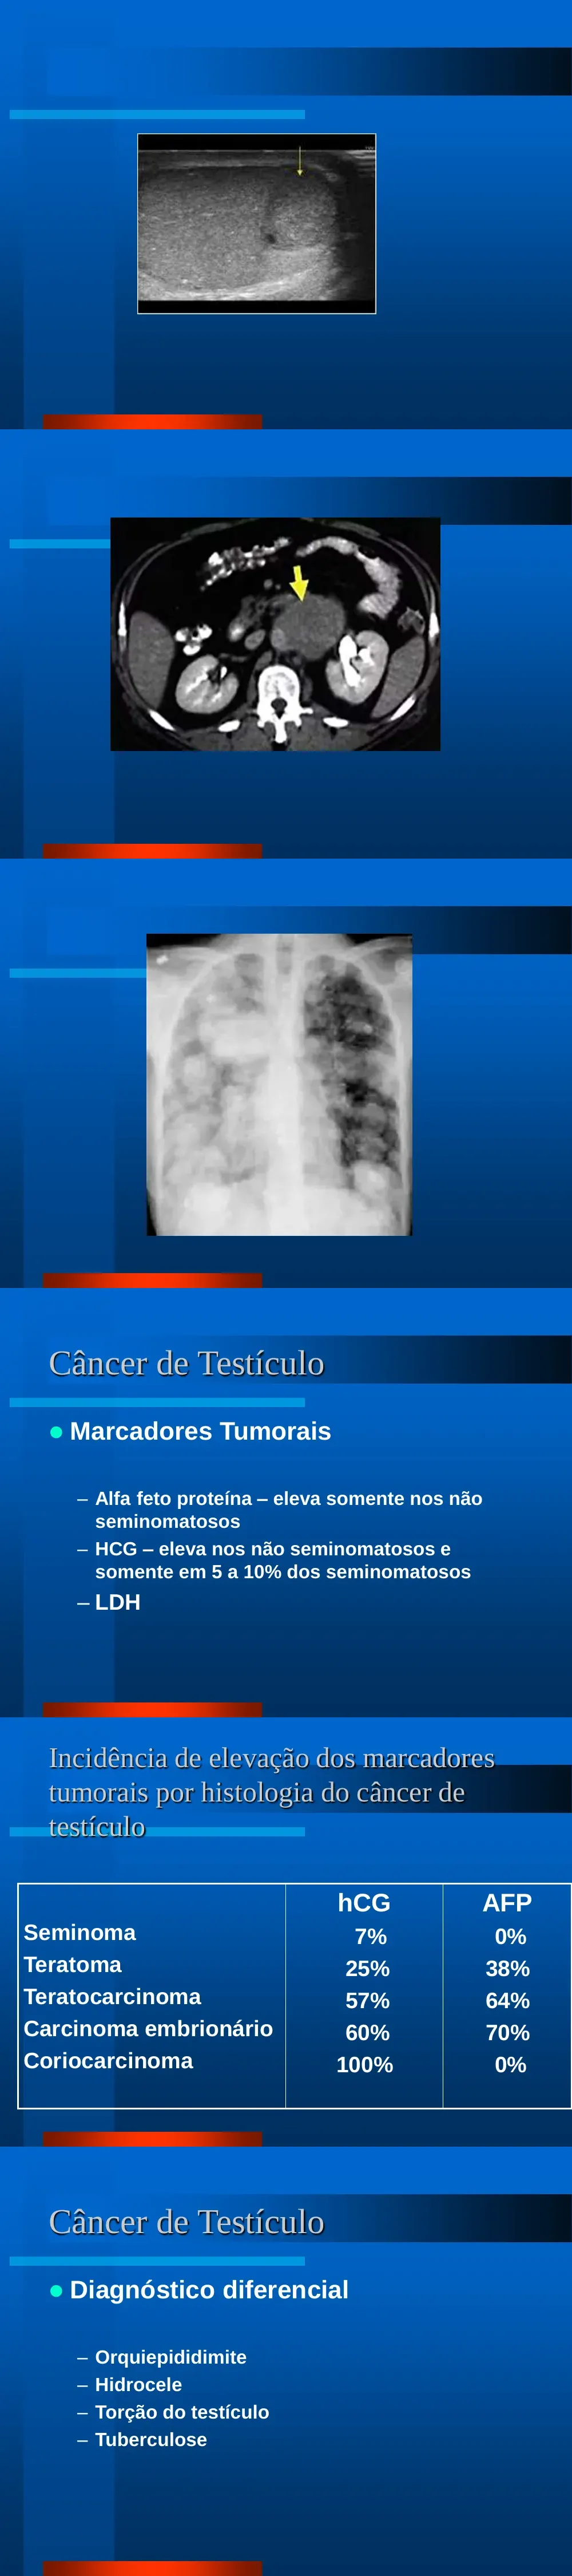 Câncer de Testículo
Marcadores Tumorais
– Alfa feto proteína – eleva somente nos não
seminomatosos
– HCG – eleva nos não seminomatosos e
somente em 5 a 10% dos seminomatosos
– LDH
Incidência de elevação dos marcadores
tumorais por histologia do câncer de
testículo
hCG AFP
Seminoma 7% 0%
Teratoma 25% 38%
Teratocarcinoma 57% 64%
Carcinoma embrionário 60% 70%
Coriocarcinoma 100% 0%
Câncer de Testículo
Diagnóstico diferencial
– Orquiepididimite
– Hidrocele
– Torção do testículo
– Tuberculose